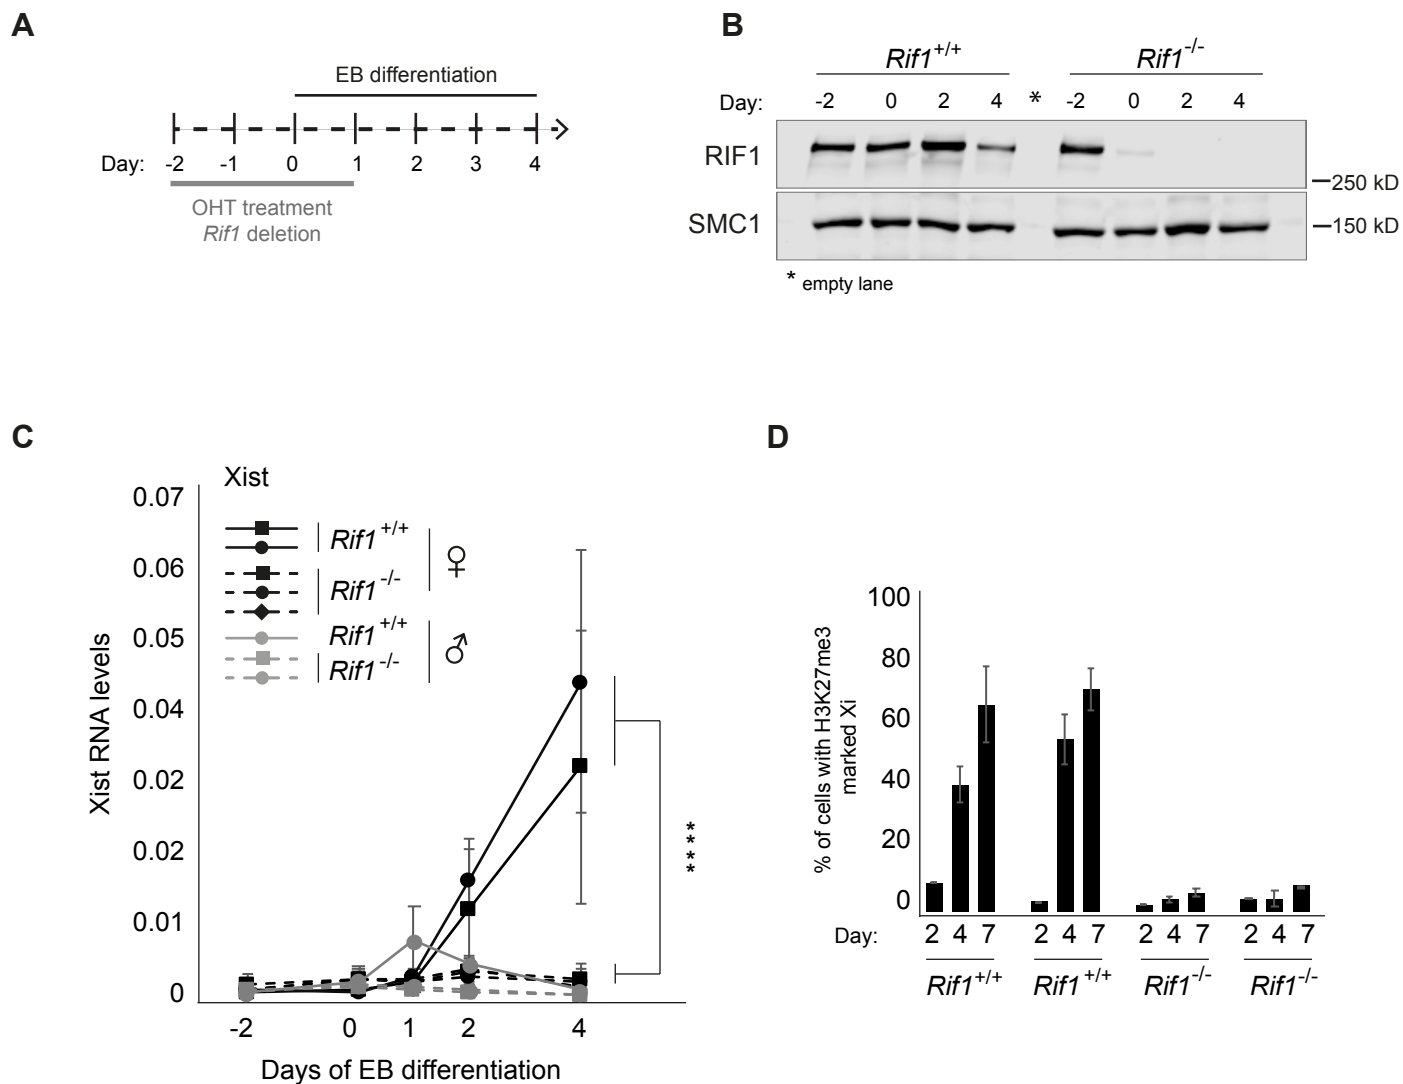 A
EB differentiation
Day: -2 -1 0 1 2 3 4
OHT treatment
Rif1 deletion
B
Rif1+/+ Rif1-/-
Day: -2 0 2 4 * -2 0 2 4
RIF1
250 kD
SMC1
150 kD
* empty lane
C
Xist
Rif1+/+
Rif1-/-
♀
Rif1+/+
Rif1-/-
♂
Xist RNA levels
0.07
0.06
0.05
0.04
0.02
0.02
0.01
0
****
-2 0 1 2 4
Days of EB differentiation
D
% of cells with H3K27me3
marked Xi
100
80
60
40
20
0
Day: 2 4 7 2 4 7 2 4 7 2 4 7
Rif1+/+ Rif1+/+ Rif1-/- Rif1-/-